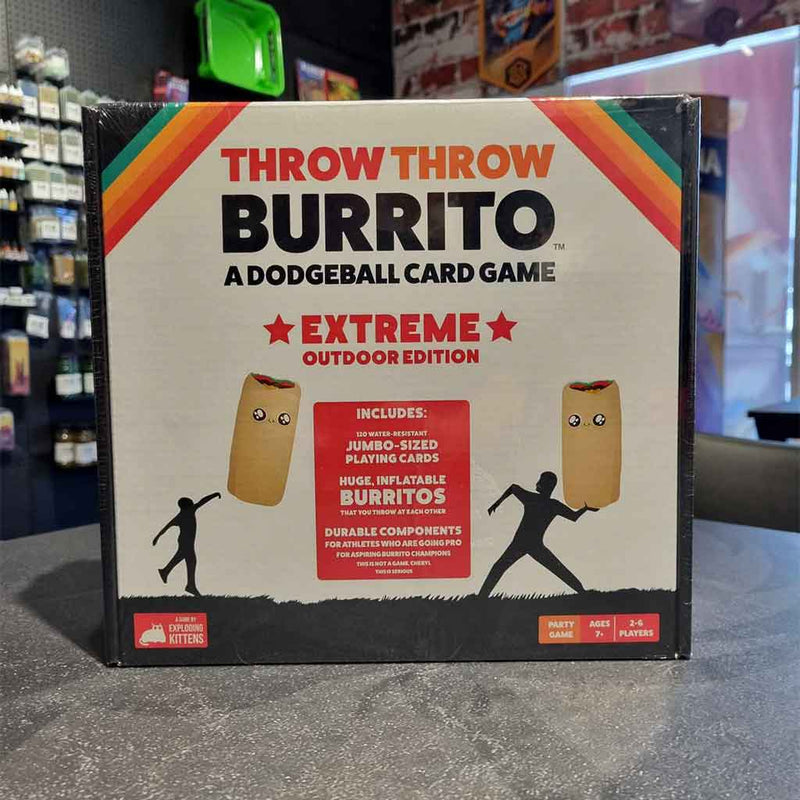 THROW THROW
BURRITO™
A DODGEBALL CARD GAME
★ EXTREME ★
OUTDOOR EDITION
INCLUDES:
120 WATER-RESISTANT
JUMBO-SIZED
PLAYING CARDS
HUGE, INFLATABLE
BURRITOS
THAT YOU THROW AT EACH OTHER
DURABLE COMPONENTS
FOR ATHLETES WHO ARE GOING PRO
FOR ASPIRING BURRITO CHAMPIONS
THIS IS NOT A GAME, CHERYL
THIS IS SERIOUS
A GAME BY
EXPLODING
KITTENS
PARTY
GAME
AGES
7+
2-6
PLAYERS